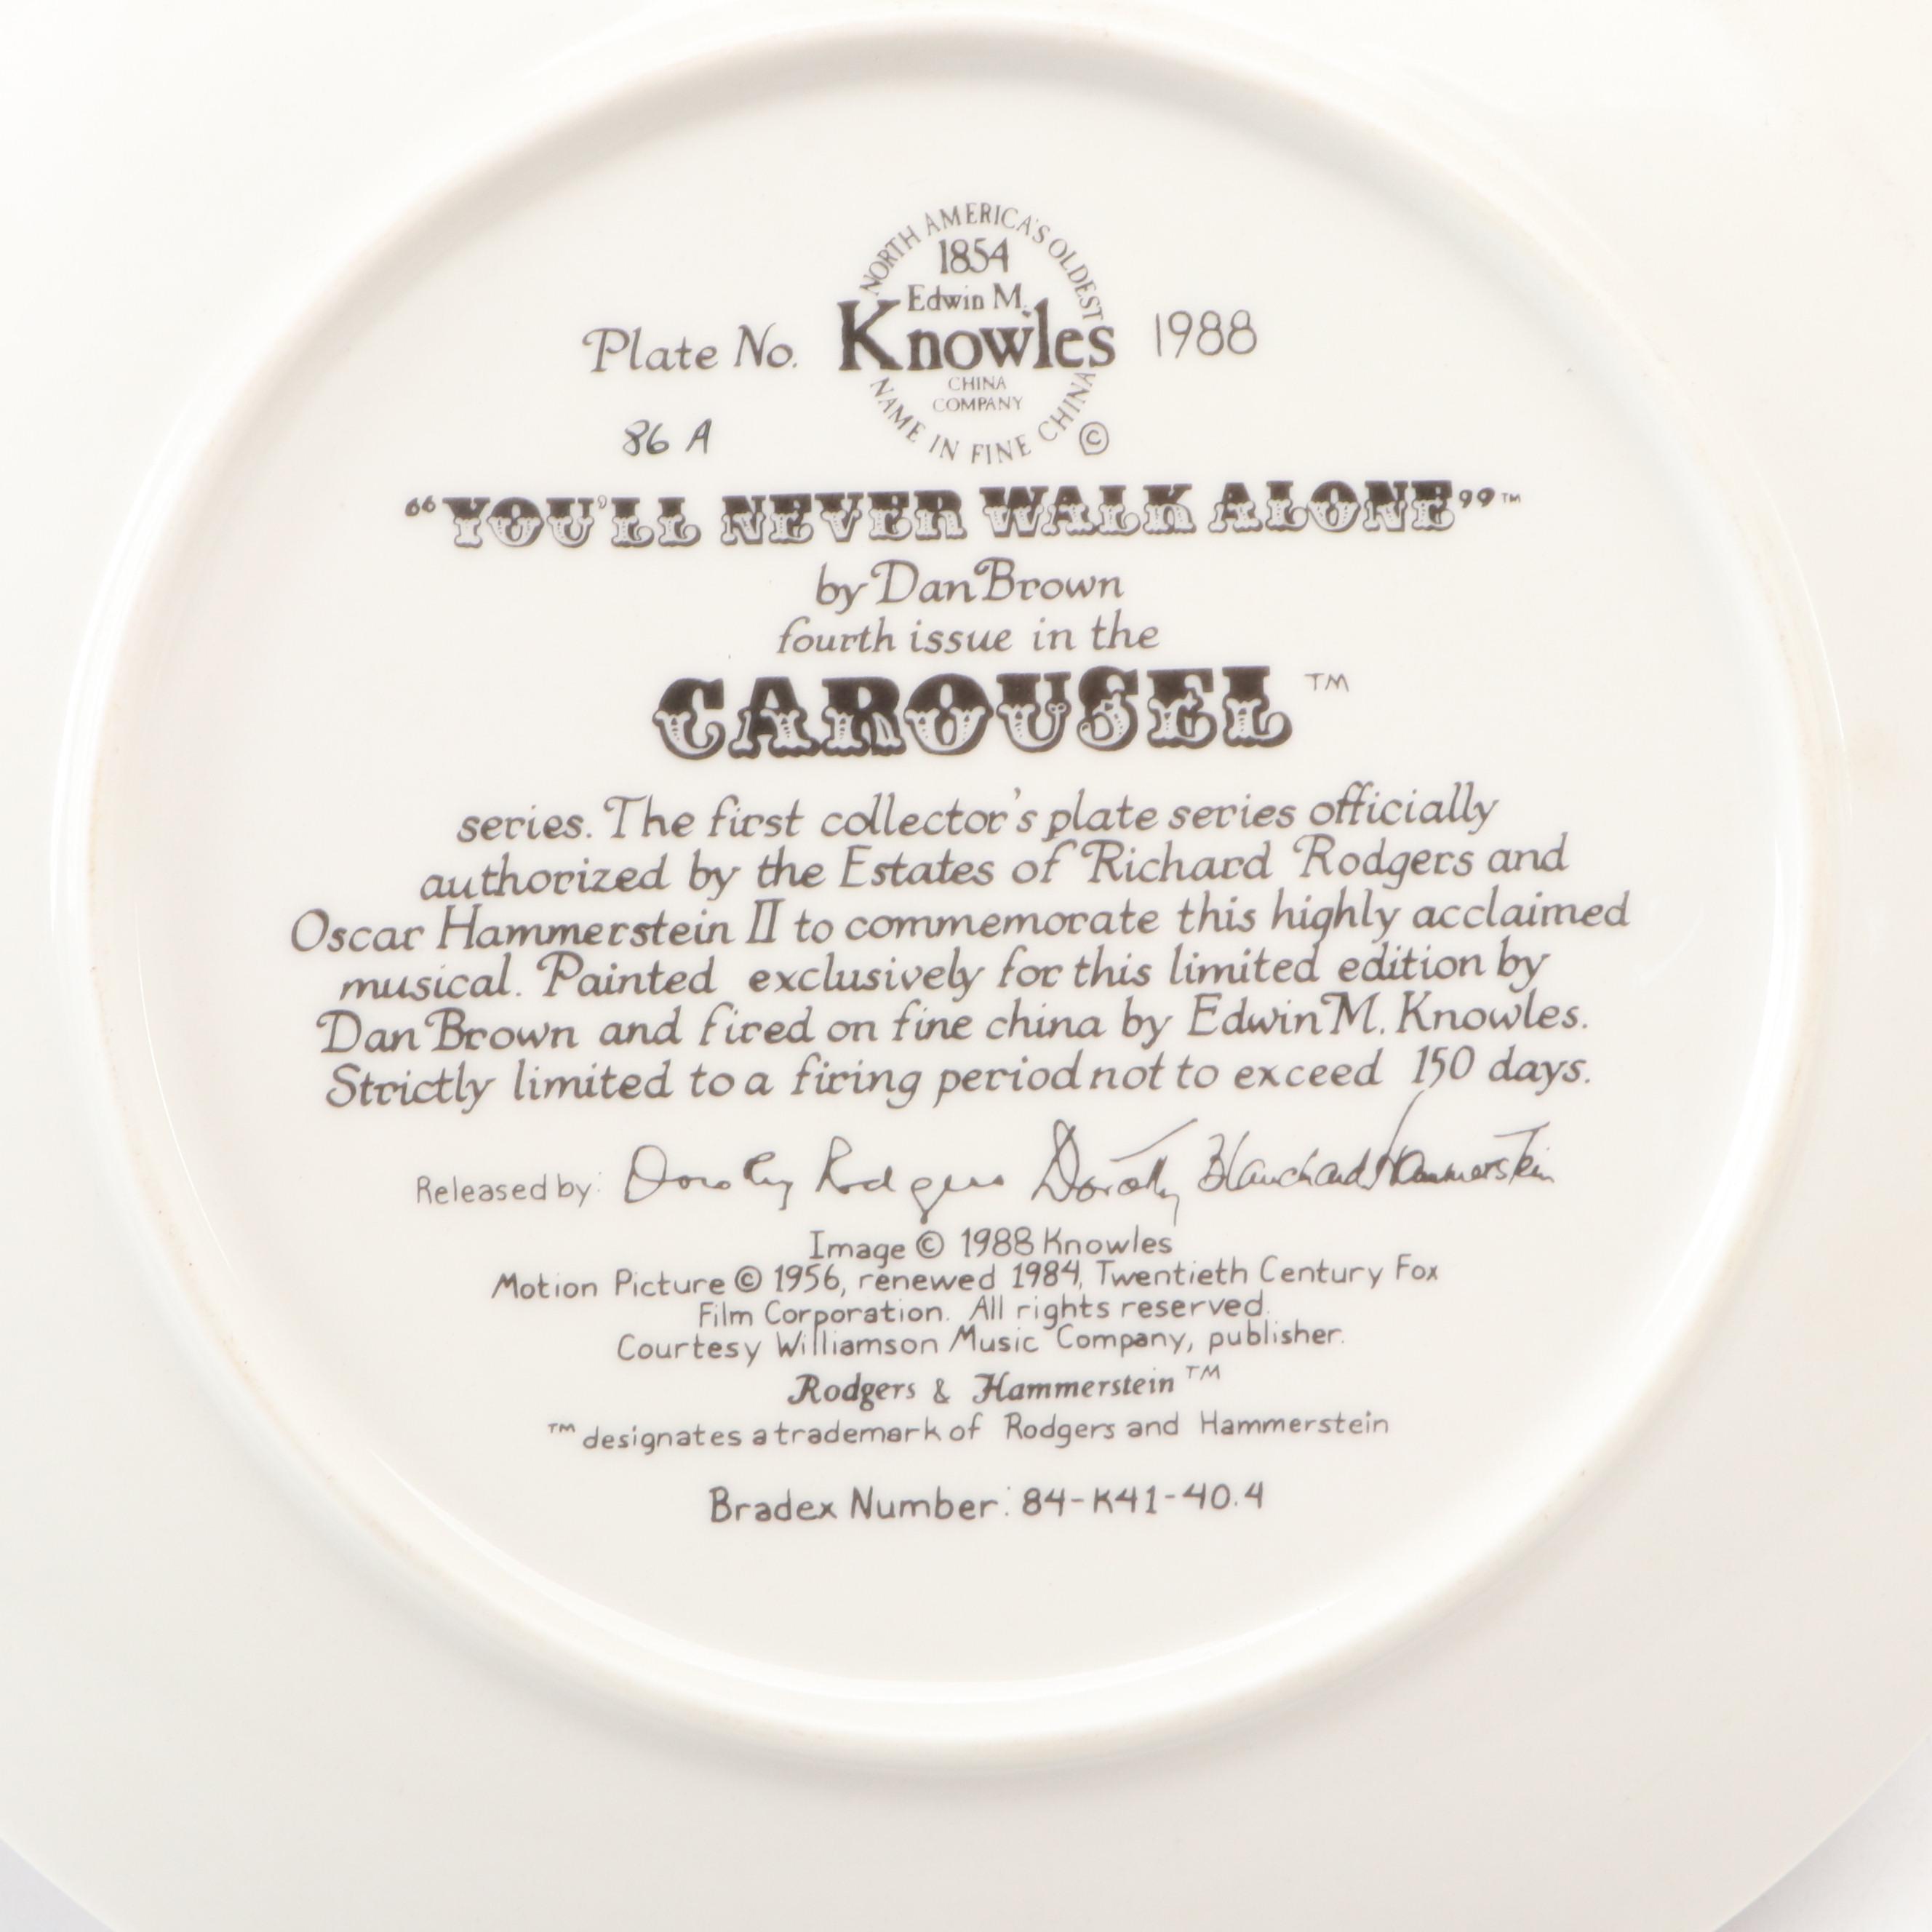 NORTH AMERICA'S OLDEST
1854
Edwin M.
Plate No. Knowles 1988
CHINA
COMPANY
NAME IN FINE CHINA ©
86 A
“YOU'LL NEVER WALK ALONE”™
by Dan Brown
fourth issue in the
CAROUSEL™
series. The first collector's plate series officially
authorized by the Estates of Richard Rodgers and
Oscar Hammerstein II to commemorate this highly acclaimed
musical. Painted exclusively for this limited edition by
Dan Brown and fired on fine china by Edwin M. Knowles.
Strictly limited to a firing period not to exceed 150 days.
Released by: Dorothy Rodgers Dorothy Blanchard Hammerstein
Image © 1988 Knowles
Motion Picture © 1956, renewed 1984, Twentieth Century Fox
Film Corporation. All rights reserved.
Courtesy Williamson Music Company, publisher.
Rodgers & Hammerstein™
™ designates a trademark of Rodgers and Hammerstein
Bradex Number: 84-K41-40.4